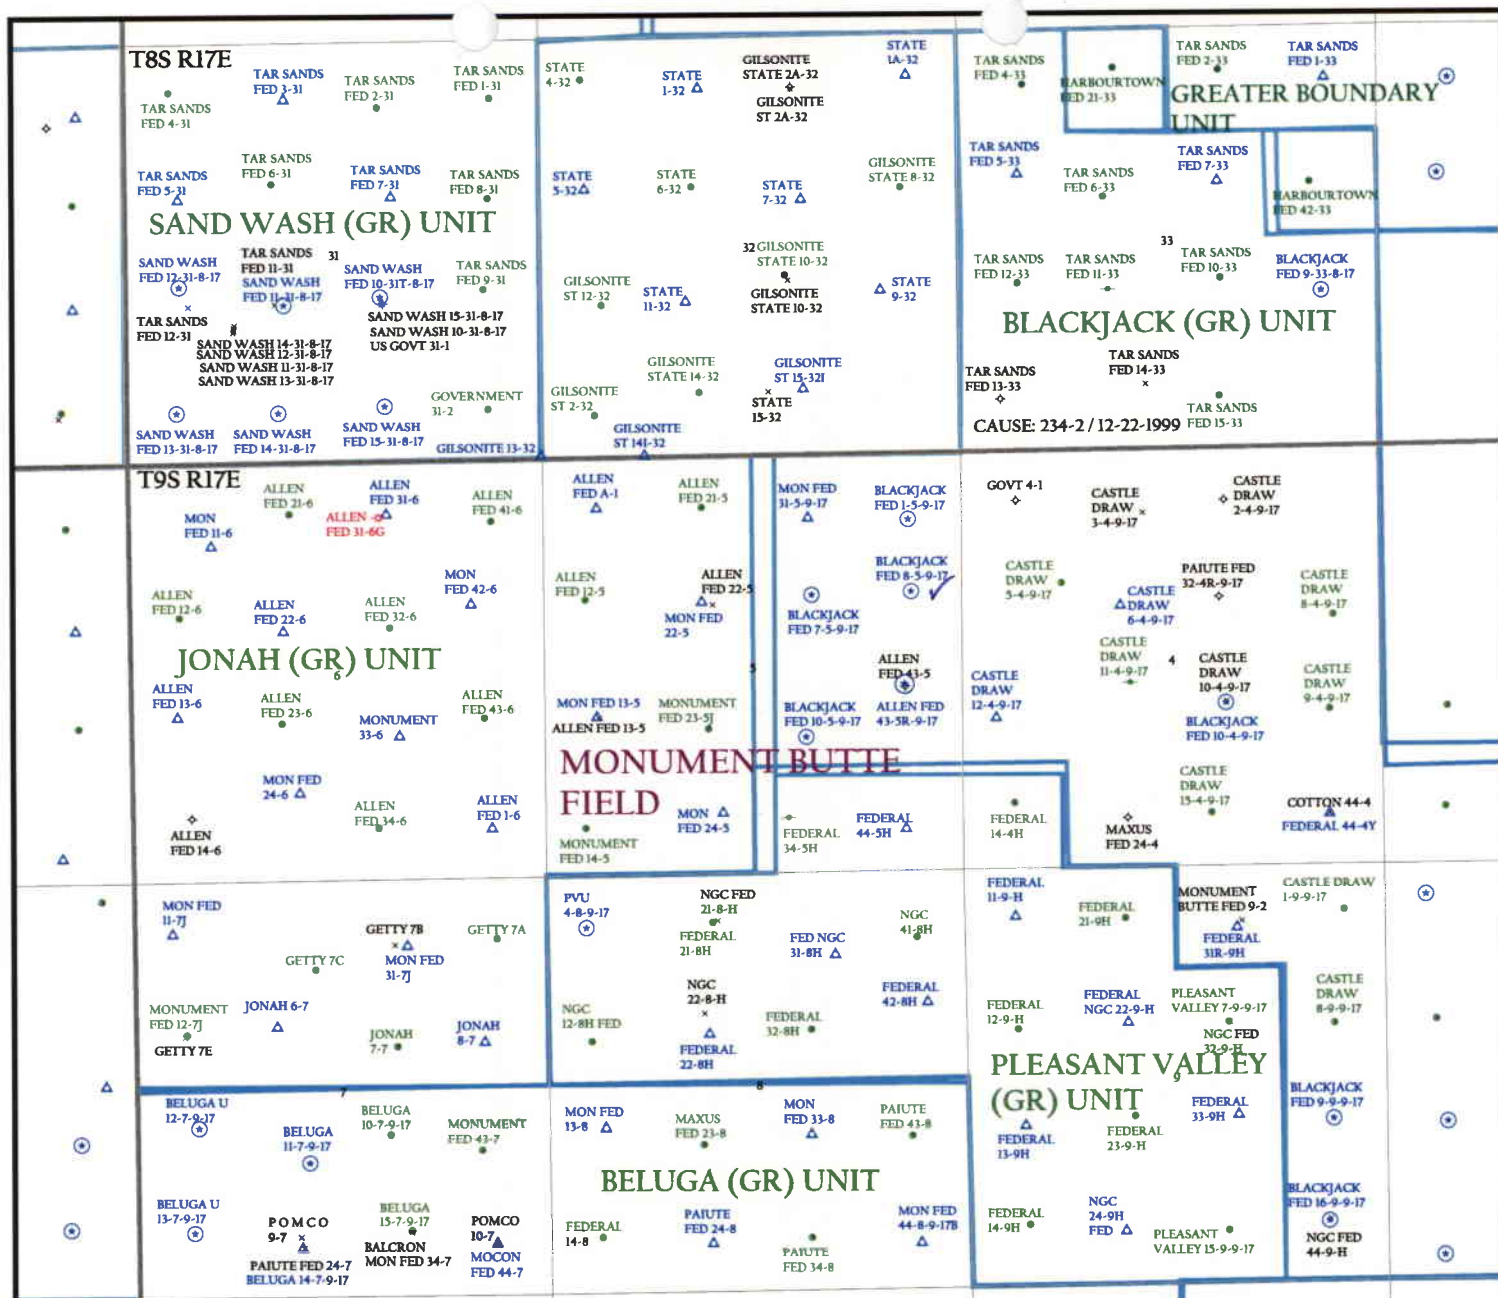 T8S R17E
TAR SANDS
FED 4-31
TAR SANDS
FED 3-31
TAR SANDS
FED 2-31
TAR SANDS
FED 1-31
TAR SANDS
FED 5-31
TAR SANDS
FED 6-31
TAR SANDS
FED 7-31
TAR SANDS
FED 8-31
SAND WASH (GR) UNIT
SAND WASH
FED 12-31-8-17
TAR SANDS
FED 11-31
SAND WASH
FED 11-31-8-17
31
SAND WASH
FED 10-31T-8-17
TAR SANDS
FED 9-31
TAR SANDS
FED 12-31
SAND WASH 15-31-8-17
SAND WASH 10-31-8-17
US GOVT 31-1
SAND WASH 14-31-8-17
SAND WASH 12-31-8-17
SAND WASH 11-31-8-17
SAND WASH 13-31-8-17
GOVERNMENT
31-2
SAND WASH
FED 13-31-8-17
SAND WASH
FED 14-31-8-17
SAND WASH
FED 15-31-8-17
GILSONITE 13-32
STATE
4-32
STATE
1-32
GILSONITE
STATE 2A-32
GILSONITE
ST 2A-32
STATE
1A-32
STATE
5-32
STATE
6-32
STATE
7-32
GILSONITE
STATE 8-32
32
GILSONITE
STATE 10-32
GILSONITE
STATE 10-32
GILSONITE
ST 12-32
STATE
11-32
STATE
9-32
GILSONITE
ST 2-32
GILSONITE
STATE 14-32
GILSONITE
ST 15-32I
STATE
15-32
GILSONITE
ST 14I-32
TAR SANDS
FED 4-33
HARBOURTOWN
FED 21-33
TAR SANDS
FED 2-33
TAR SANDS
FED 1-33
GREATER BOUNDARY
UNIT
TAR SANDS
FED 5-33
TAR SANDS
FED 6-33
TAR SANDS
FED 7-33
HARBOURTOWN
FED 42-33
33
TAR SANDS
FED 12-33
TAR SANDS
FED 11-33
TAR SANDS
FED 10-33
BLACKJACK
FED 9-33-8-17
BLACKJACK (GR) UNIT
TAR SANDS
FED 13-33
TAR SANDS
FED 14-33
TAR SANDS
FED 15-33
CAUSE: 234-2 / 12-22-1999
T9S R17E
MON
FED 11-6
ALLEN
FED 21-6
ALLEN
FED 31-6
ALLEN
FED 31-6G
ALLEN
FED 41-6
ALLEN
FED 12-6
ALLEN
FED 22-6
ALLEN
FED 32-6
MON
FED 42-6
JONAH (GR) UNIT
6
ALLEN
FED 13-6
ALLEN
FED 23-6
MONUMENT
33-6
ALLEN
FED 43-6
ALLEN
FED 14-6
MON FED
24-6
ALLEN
FED 34-6
ALLEN
FED 1-6
ALLEN
FED A-1
ALLEN
FED 21-5
MON FED
31-5-9-17
BLACKJACK
FED 1-5-9-17
ALLEN
FED 12-5
ALLEN
FED 22-5
MON FED
22-5
BLACKJACK
FED 7-5-9-17
BLACKJACK
FED 8-5-9-17
5
MON FED 13-5
ALLEN FED 13-5
MONUMENT
FED 23-5J
BLACKJACK
FED 10-5-9-17
ALLEN
FED 43-5
ALLEN FED
43-5R-9-17
MONUMENT BUTTE
FIELD
MONUMENT
FED 14-5
MON
FED 24-5
FEDERAL
34-5H
FEDERAL
44-5H
GOVT 4-1
CASTLE
DRAW
3-4-9-17
CASTLE
DRAW
2-4-9-17
CASTLE
DRAW
5-4-9-17
CASTLE
DRAW
6-4-9-17
PAIUTE FED
32-4R-9-17
CASTLE
DRAW
8-4-9-17
CASTLE
DRAW
12-4-9-17
CASTLE
DRAW
11-4-9-17
4
CASTLE
DRAW
10-4-9-17
BLACKJACK
FED 10-4-9-17
CASTLE
DRAW
9-4-9-17
FEDERAL
14-4H
MAXUS
FED 24-4
CASTLE
DRAW
15-4-9-17
COTTON 44-4
FEDERAL 44-4Y
MON FED
11-7J
GETTY 7C
GETTY 7B
MON FED
31-7J
GETTY 7A
MONUMENT
FED 12-7J
GETTY 7E
JONAH 6-7
JONAH
7-7
JONAH
8-7
7
BELUGA U
12-7-9-17
BELUGA
11-7-9-17
BELUGA
10-7-9-17
MONUMENT
FED 43-7
BELUGA U
13-7-9-17
POMCO
9-7
PAIUTE FED 24-7
BELUGA 14-7-9-17
BELUGA
15-7-9-17
BALCRON
MON FED 34-7
POMCO
10-7
MOCON
FED 44-7
PVU
4-8-9-17
NGC FED
21-8-H
FEDERAL
21-8H
FED NGC
31-8H
NGC
41-8H
NGC
12-8H FED
NGC
22-8-H
FEDERAL
22-8H
FEDERAL
32-8H
FEDERAL
42-8H
8
MON FED
13-8
MAXUS
FED 23-8
MON
FED 33-8
PAIUTE
FED 43-8
BELUGA (GR) UNIT
FEDERAL
14-8
PAIUTE
FED 24-8
PAIUTE
FED 34-8
MON FED
44-8-9-17B
FEDERAL
11-9-H
FEDERAL
21-9H
MONUMENT
BUTTE FED 9-2
FEDERAL
31R-9H
CASTLE DRAW
1-9-9-17
FEDERAL
12-9-H
FEDERAL
NGC 22-9-H
PLEASANT
VALLEY 7-9-9-17
NGC FED
32-9-H
CASTLE
DRAW
8-9-9-17
PLEASANT VALLEY
(GR) UNIT
9
FEDERAL
13-9H
FEDERAL
23-9-H
FEDERAL
33-9H
BLACKJACK
FED 9-9-9-17
FEDERAL
14-9H
NGC
24-9H
FED
PLEASANT
VALLEY 15-9-9-17
BLACKJACK
FED 16-9-9-17
NGC FED
44-9-H